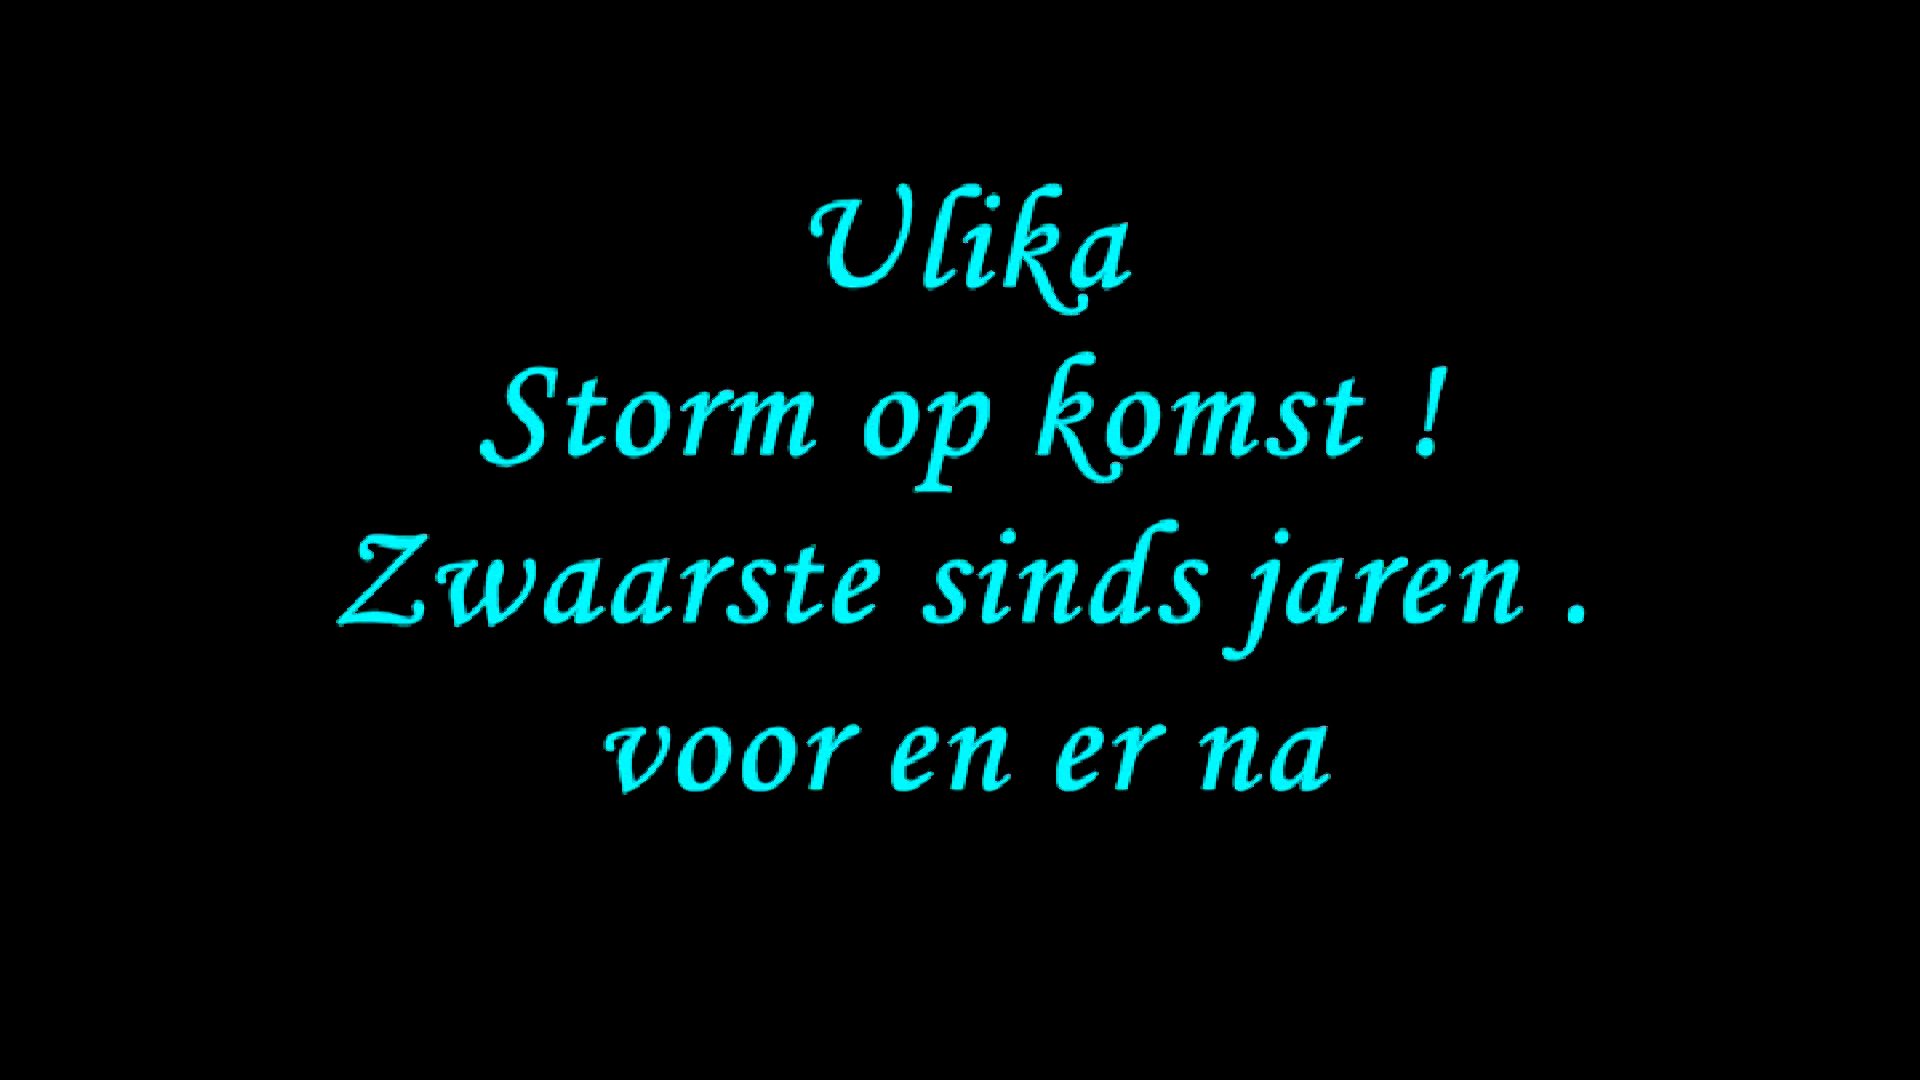 Ulika
Storm op komst !
Zwaarste sinds jaren .
voor en er na